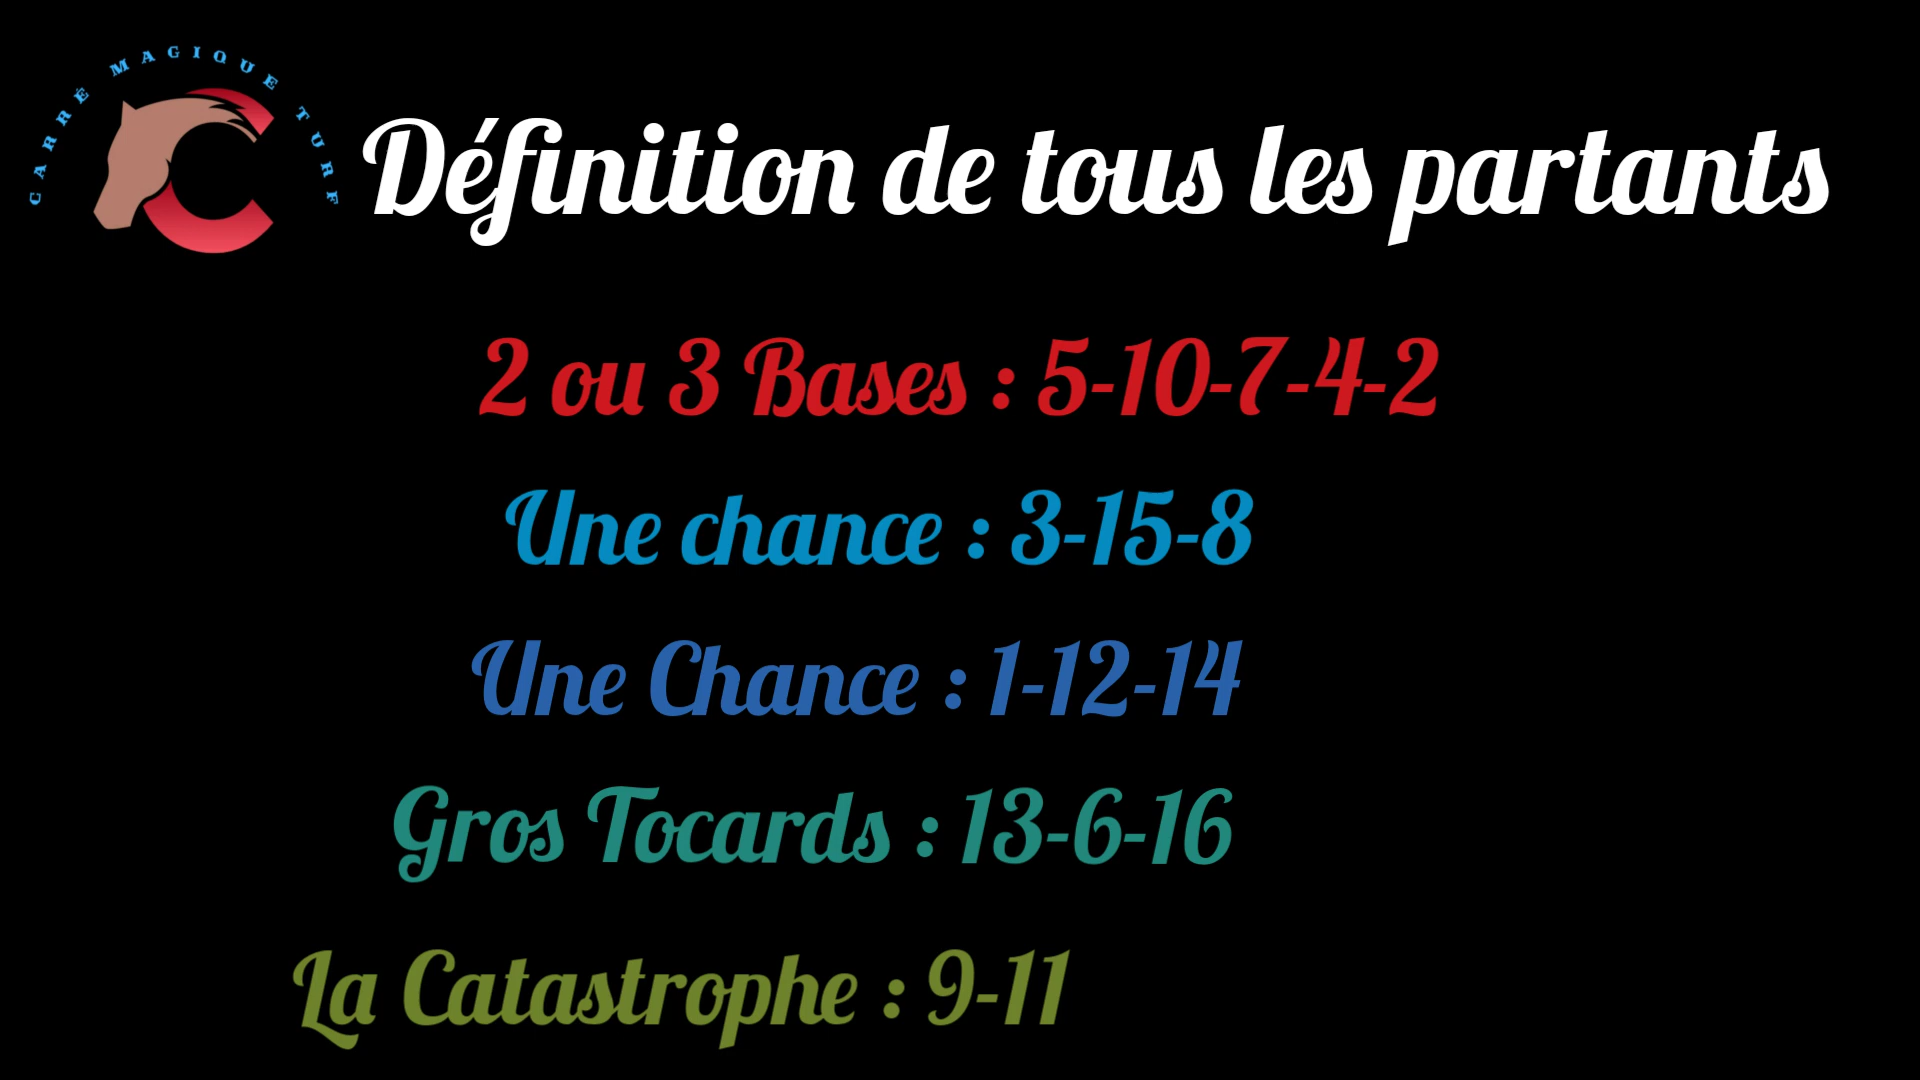 CARRÉ MAGIQUE TURF
Définition de tous les partants
2 ou 3 Bases : 5-10-7-4-2
Une chance : 3-15-8
Une Chance : 1-12-14
Gros Tocards : 13-6-16
La Catastrophe : 9-11